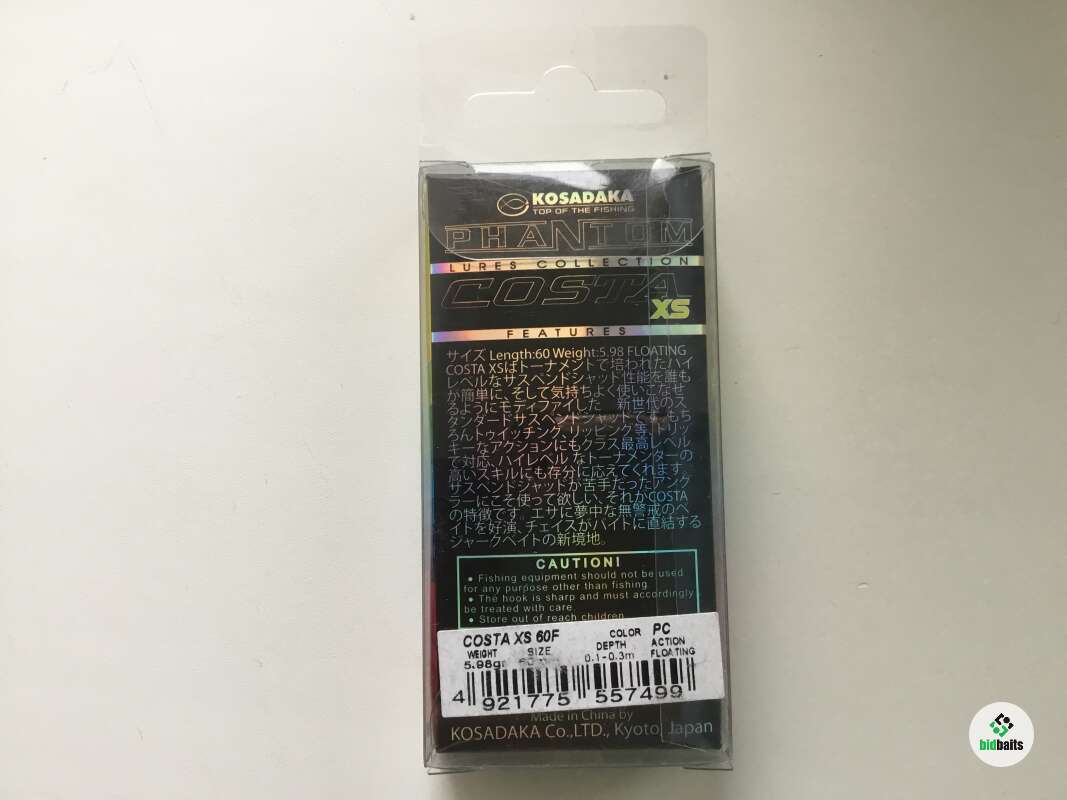 KOSADAKA
TOP OF THE FISHING
PHANTOM
LURES COLLECTION
COSTA
XS
FEATURES
サイズ Length:60 Weight:5.98 FLOATING
COSTA XSはトーナメントで培われたハイ
レベルなサスペンドシャット性能を誰も
か簡単に、そして気持ちよく使いこなせ
るようにモディファイした 新世代のス
タンダードサスペンドシャットです。もち
ろんトゥイッチング、リッピング等、トリッ
キーなアクションにもクラス最高レベル
て対応、ハイレベルなトーナメンターの
高いスキルにも存分に応えてくれます。
サスペンドシャットが苦手だったアング
ラーにこそ使って欲しい、それがCOSTA
の特徴です。エサに夢中な無警戒のベ
イトを好演、チェイスがバイトに直結する
シャークベイトの新境地。
CAUTION!
● Fishing equipment should not be used
for any purpose other than fishing
● The hook is sharp and must accordingly
be treated with care
● Store out of reach children
COSTA XS 60F COLOR PC
WEIGHT SIZE DEPTH ACTION
5.98gr 0.1-0.3m FLOATING
4 921775 557499
Made in China by
KOSADAKA Co.,LTD., Kyoto, Japan
bidbaits